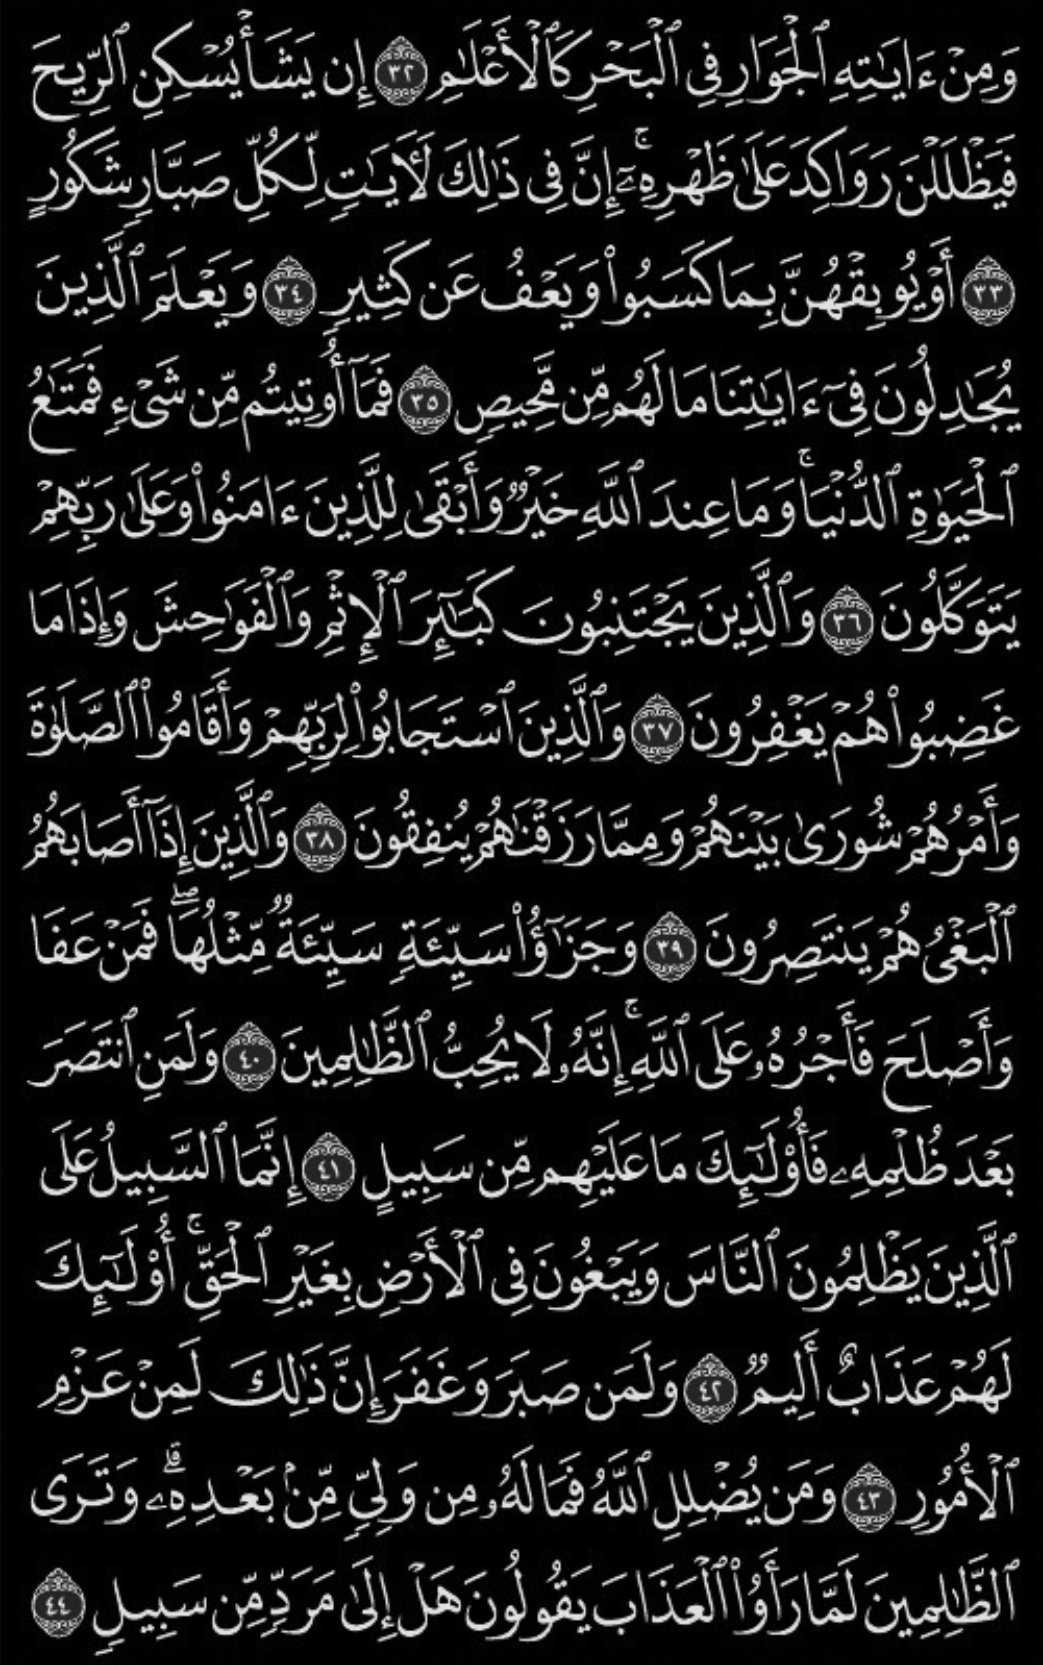 وَمِنْ ءَايَـٰتِهِ ٱلْجَوَارِ فِى ٱلْبَحْرِ كَٱلْأَعْلَـٰمِ ٣٢ إِن يَشَأْ يُسْكِنِ ٱلرِّيحَ
فَيَظْلَلْنَ رَوَاكِدَ عَلَىٰ ظَهْرِهِۦٓ ۚ إِنَّ فِى ذَٰلِكَ لَـَٔايَـٰتٍ لِّكُلِّ صَبَّارٍ شَكُورٍ
٣٣ أَوْ يُوبِقْهُنَّ بِمَا كَسَبُوا۟ وَيَعْفُ عَن كَثِيرٍ ٣٤ وَيَعْلَمَ ٱلَّذِينَ
يُجَـٰدِلُونَ فِىٓ ءَايَـٰتِنَا مَا لَهُم مِّن مَّحِيصٍ ٣٥ فَمَآ أُوتِيتُم مِّن شَىْءٍ فَمَتَـٰعُ
ٱلْحَيَوٰةِ ٱلدُّنْيَا ۚ وَمَا عِندَ ٱللَّهِ خَيْرٌ وَأَبْقَىٰ لِلَّذِينَ ءَامَنُوا۟ وَعَلَىٰ رَبِّهِمْ
يَتَوَكَّلُونَ ٣٦ وَٱلَّذِينَ يَجْتَنِبُونَ كَبَـٰٓئِرَ ٱلْإِثْمِ وَٱلْفَوَٰحِشَ وَإِذَا مَا
غَضِبُوا۟ هُمْ يَغْفِرُونَ ٣٧ وَٱلَّذِينَ ٱسْتَجَابُوا۟ لِرَبِّهِمْ وَأَقَامُوا۟ ٱلصَّلَوٰةَ
وَأَمْرُهُمْ شُورَىٰ بَيْنَهُمْ وَمِمَّا رَزَقْنَـٰهُمْ يُنفِقُونَ ٣٨ وَٱلَّذِينَ إِذَآ أَصَابَهُمُ
ٱلْبَغْىُ هُمْ يَنتَصِرُونَ ٣٩ وَجَزَٰٓؤُا۟ سَيِّئَةٍ سَيِّئَةٌ مِّثْلُهَا ۖ فَمَنْ عَفَا
وَأَصْلَحَ فَأَجْرُهُۥ عَلَى ٱللَّهِ ۚ إِنَّهُۥ لَا يُحِبُّ ٱلظَّـٰلِمِينَ ٤٠ وَلَمَنِ ٱنتَصَرَ
بَعْدَ ظُلْمِهِۦ فَأُو۟لَـٰٓئِكَ مَا عَلَيْهِم مِّن سَبِيلٍ ٤١ إِنَّمَا ٱلسَّبِيلُ عَلَى
ٱلَّذِينَ يَظْلِمُونَ ٱلنَّاسَ وَيَبْغُونَ فِى ٱلْأَرْضِ بِغَيْرِ ٱلْحَقِّ ۚ أُو۟لَـٰٓئِكَ
لَهُمْ عَذَابٌ أَلِيمٌ ٤٢ وَلَمَن صَبَرَ وَغَفَرَ إِنَّ ذَٰلِكَ لَمِنْ عَزْمِ
ٱلْأُمُورِ ٤٣ وَمَن يُضْلِلِ ٱللَّهُ فَمَا لَهُۥ مِن وَلِىٍّ مِّنۢ بَعْدِهِۦ ۗ وَتَرَى
ٱلظَّـٰلِمِينَ لَمَّا رَأَوُا۟ ٱلْعَذَابَ يَقُولُونَ هَلْ إِلَىٰ مَرَدٍّ مِّن سَبِيلٍ ٤٤